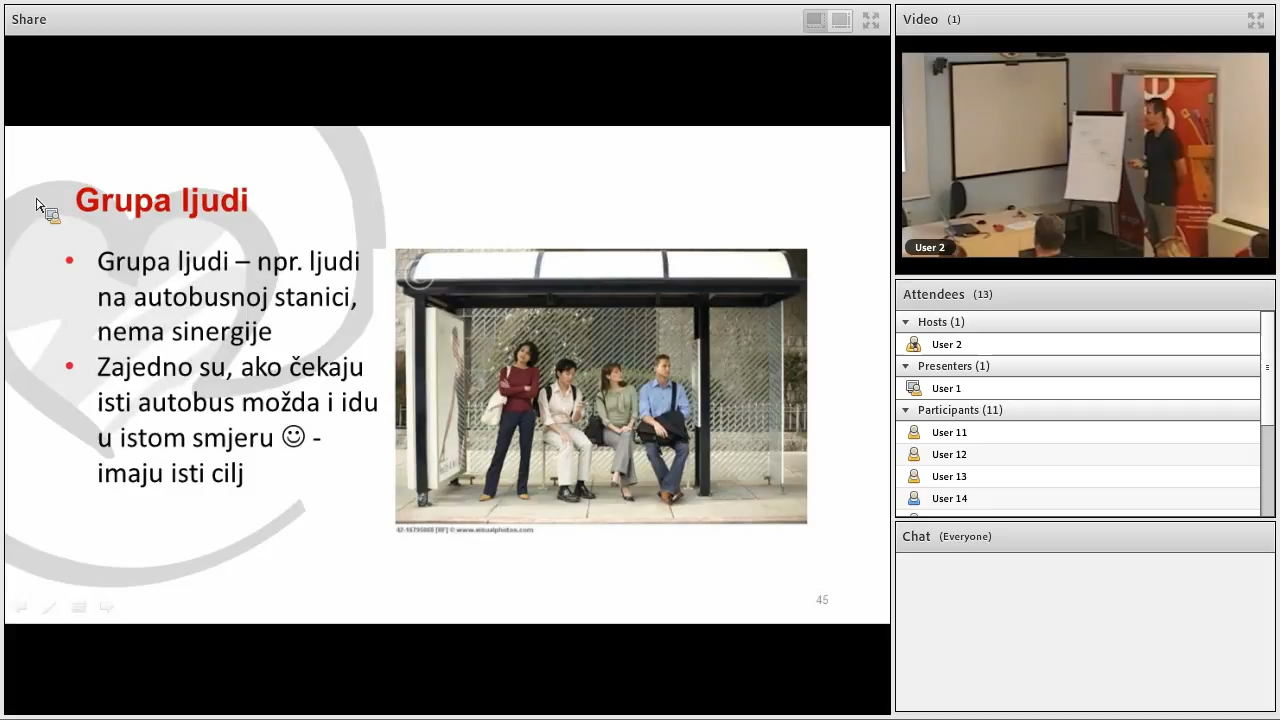 Share
Grupa ljudi
• Grupa ljudi – npr. ljudi
na autobusnoj stanici,
nema sinergije
• Zajedno su, ako čekaju
isti autobus možda i idu
u istom smjeru ☺ -
imaju isti cilj
45
Video (1)
User 2
Attendees (13)
Hosts (1)
User 2
Presenters (1)
User 1
Participants (11)
User 11
User 12
User 13
User 14
Chat (Everyone)